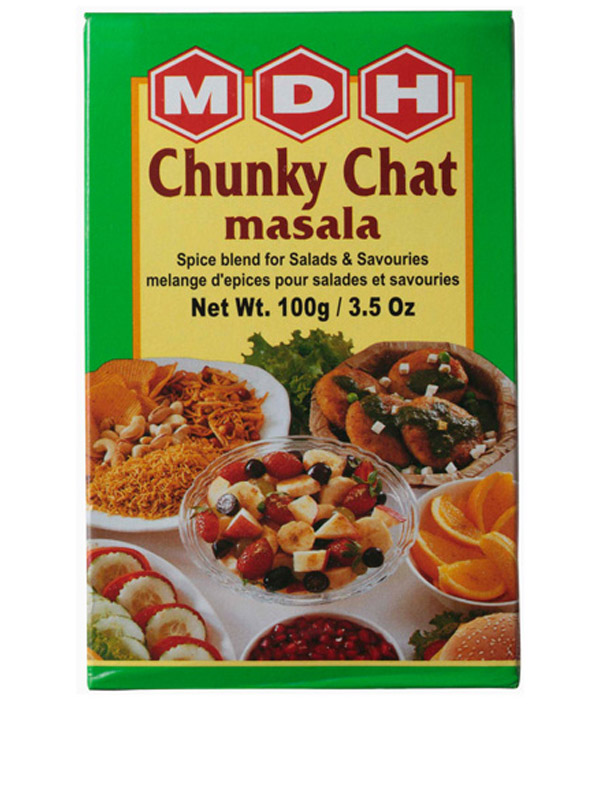 MDH
Chunky Chat
masala
Spice blend for Salads & Savouries
melange d'epices pour salades et savouries
Net Wt. 100g / 3.5 Oz